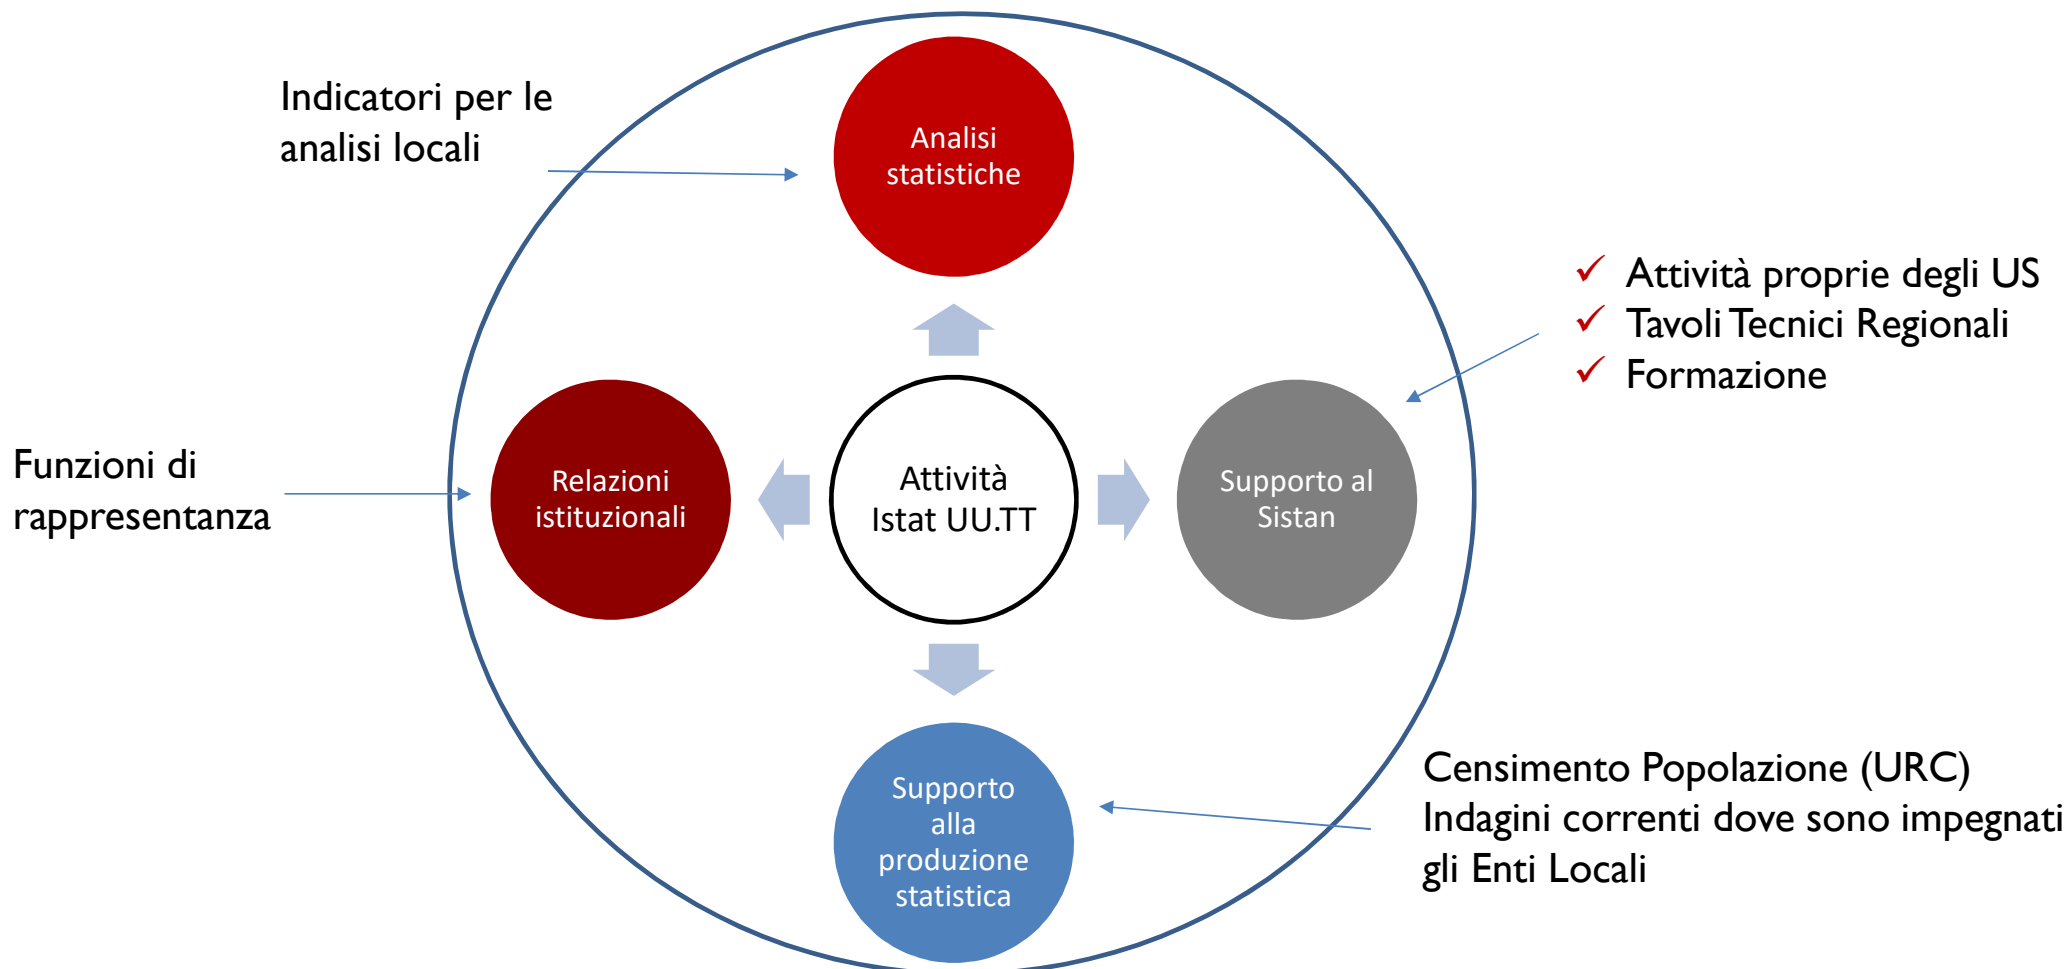 Indicatori per le
analisi locali
Analisi
statistiche
✓ Attività proprie degli US
✓ Tavoli Tecnici Regionali
✓ Formazione
Funzioni di
rappresentanza
Relazioni
istituzionali
Attività
Istat UU.TT
Supporto al
Sistan
Supporto
alla
produzione
statistica
Censimento Popolazione (URC)
Indagini correnti dove sono impegnati
gli Enti Locali